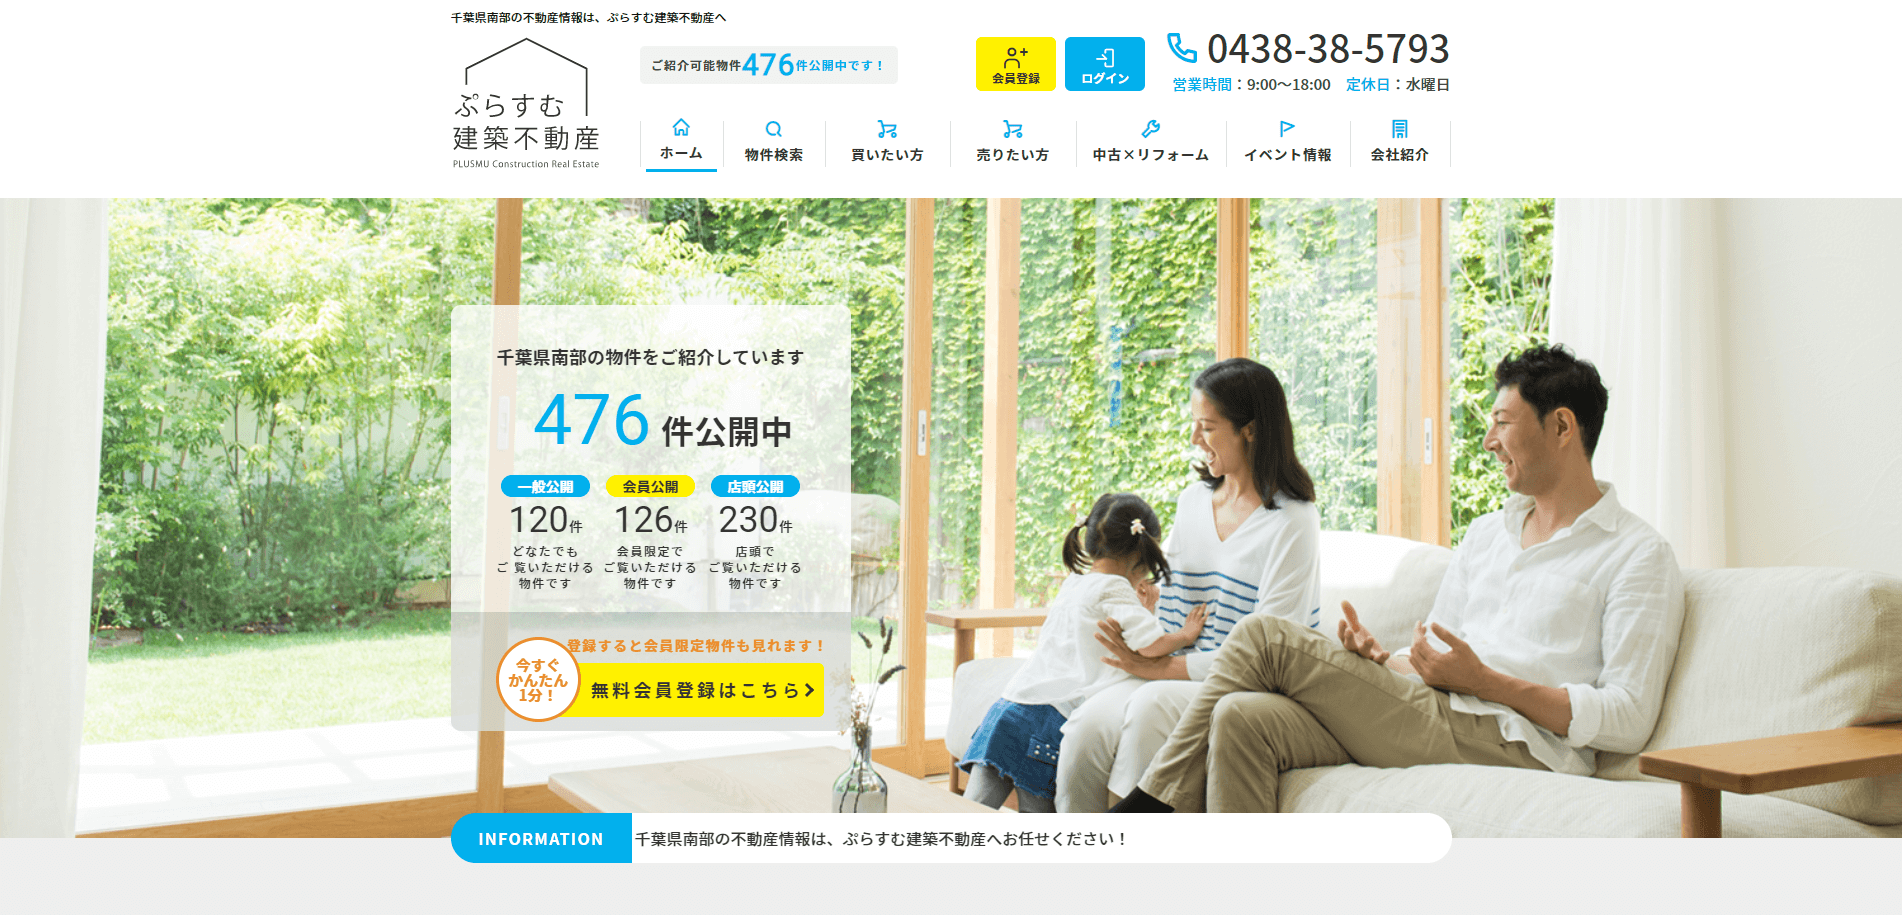 千葉県南部の不動産情報は、ぷらすむ建築不動産へ
ぷらすむ
建築不動産
PLUSMU Construction Real Estate
ご紹介可能物件476件公開中です！
会員登録
ログイン
0438-38-5793
営業時間：9:00〜18:00 定休日：水曜日
ホーム
物件検索
買いたい方
売りたい方
中古×リフォーム
イベント情報
会社紹介
千葉県南部の物件をご紹介しています
476 件公開中
一般公開
120件
どなたでも
ご 覧いただける
物件です
会員公開
126件
会員限定で
ご覧いただける
物件です
店頭公開
230件
店頭で
ご覧いただける
物件です
登録すると会員限定物件も見れます！
今すぐ
かんたん
1分！
無料会員登録はこちら
INFORMATION
千葉県南部の不動産情報は、ぷらすむ建築不動産へお任せください！